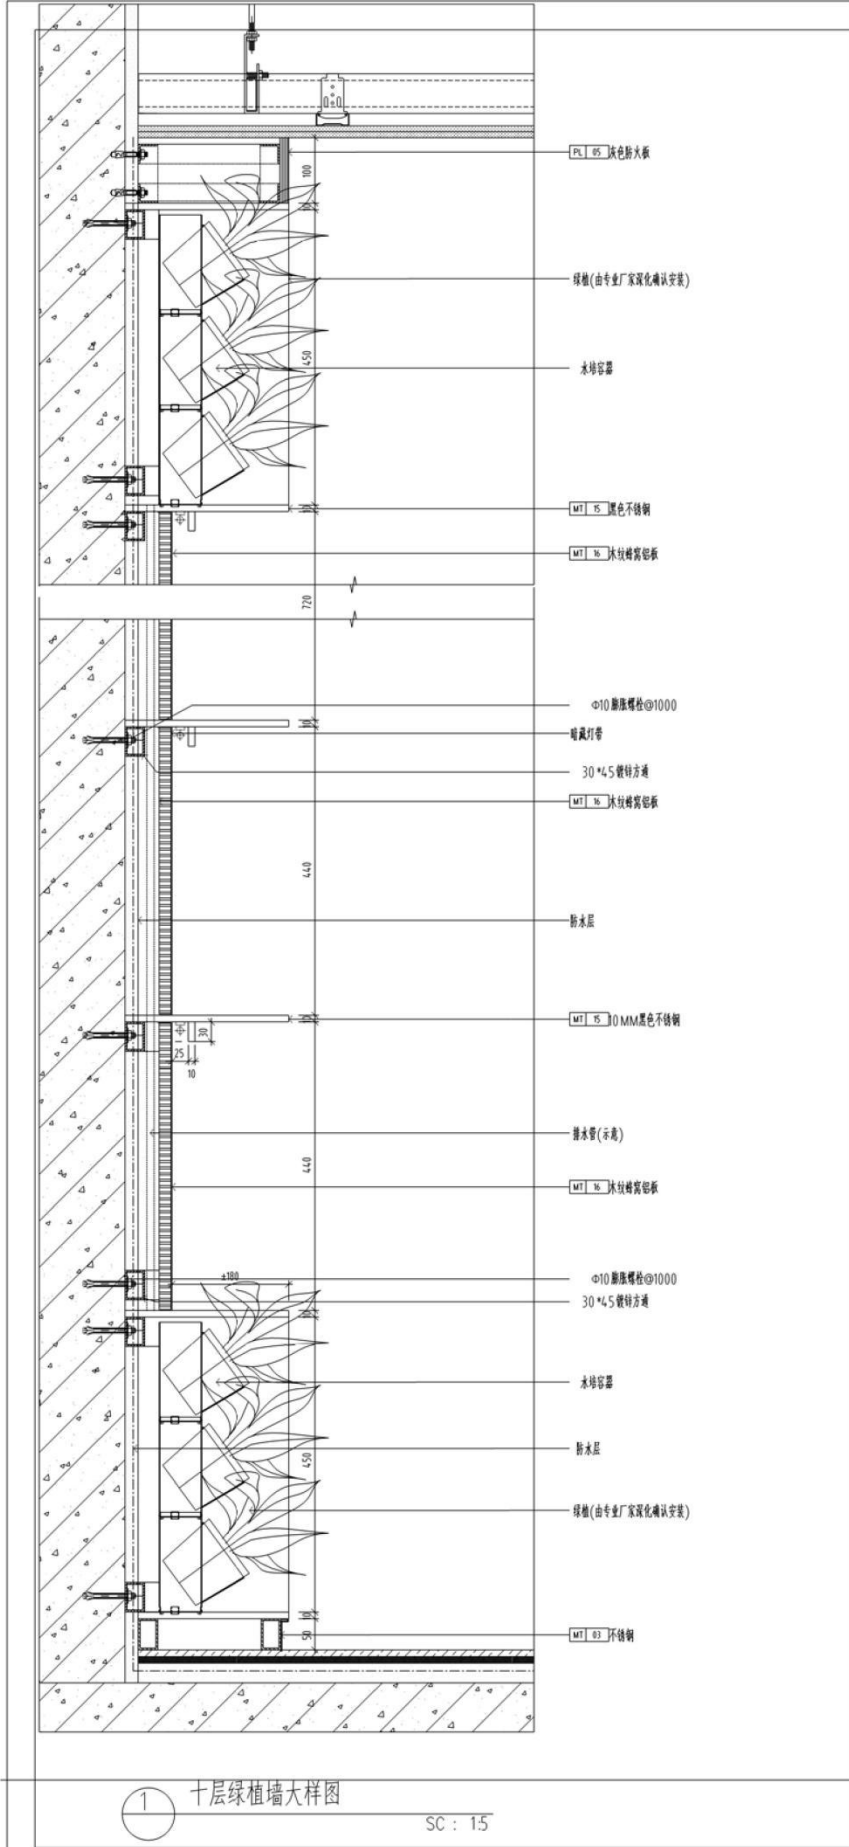 PL 05 灰色防火板
100
10
绿植(由专业厂家深化确认安装)
450
水培容器
10
MT 15 黑色不锈钢
MT 16 木纹蜂窝铝板
720
Φ10膨胀螺栓@1000
10
暗藏灯带
30*45镀锌方通
MT 16 木纹蜂窝铝板
440
防水层
10
MT 15 10MM黑色不锈钢
30
25
10
排水管(示意)
440
MT 16 木纹蜂窝铝板
±180
Φ10膨胀螺栓@1000
30*45镀锌方通
10
水培容器
防水层
450
绿植(由专业厂家深化确认安装)
10
50
MT 03 不锈钢
1 十层绿植墙大样图
SC : 1:5